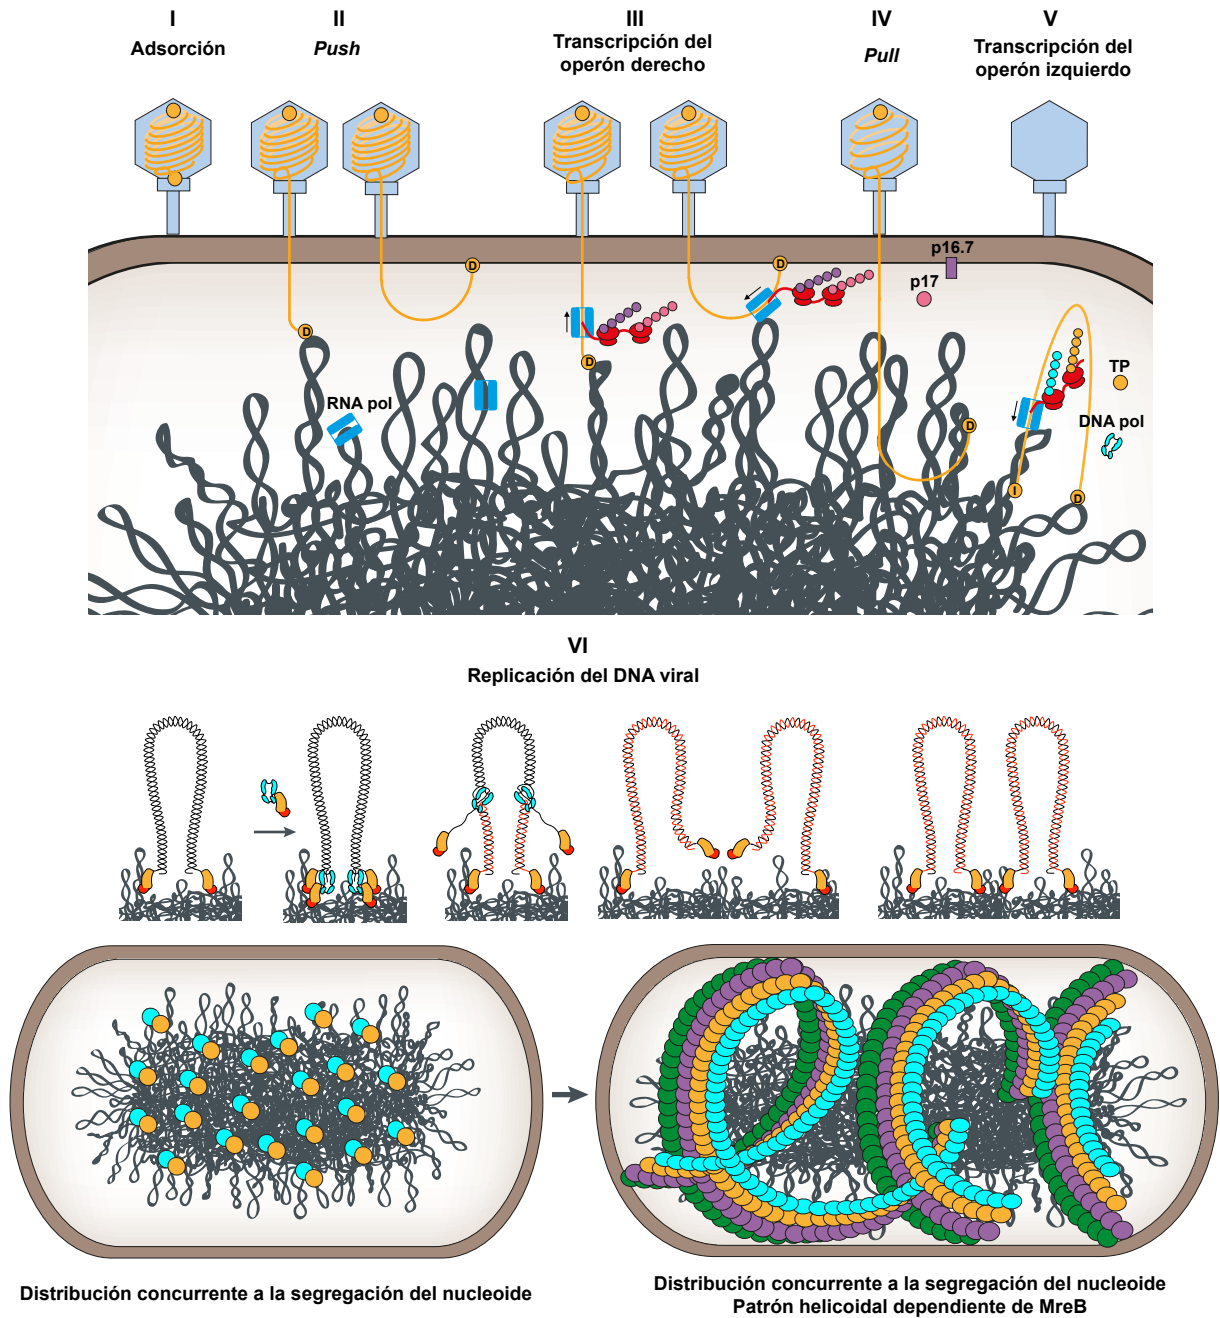 I
II
III
IV
V
Adsorción
Push
Transcripción del
operón derecho
Pull
Transcripción del
operón izquierdo
p16.7
D
D
p17
D
TP
RNA pol
D
DNA pol
D
I
D
VI
Replicación del DNA viral
Distribución concurrente a la segregación del nucleoide
Distribución concurrente a la segregación del nucleoide
Patrón helicoidal dependiente de MreB